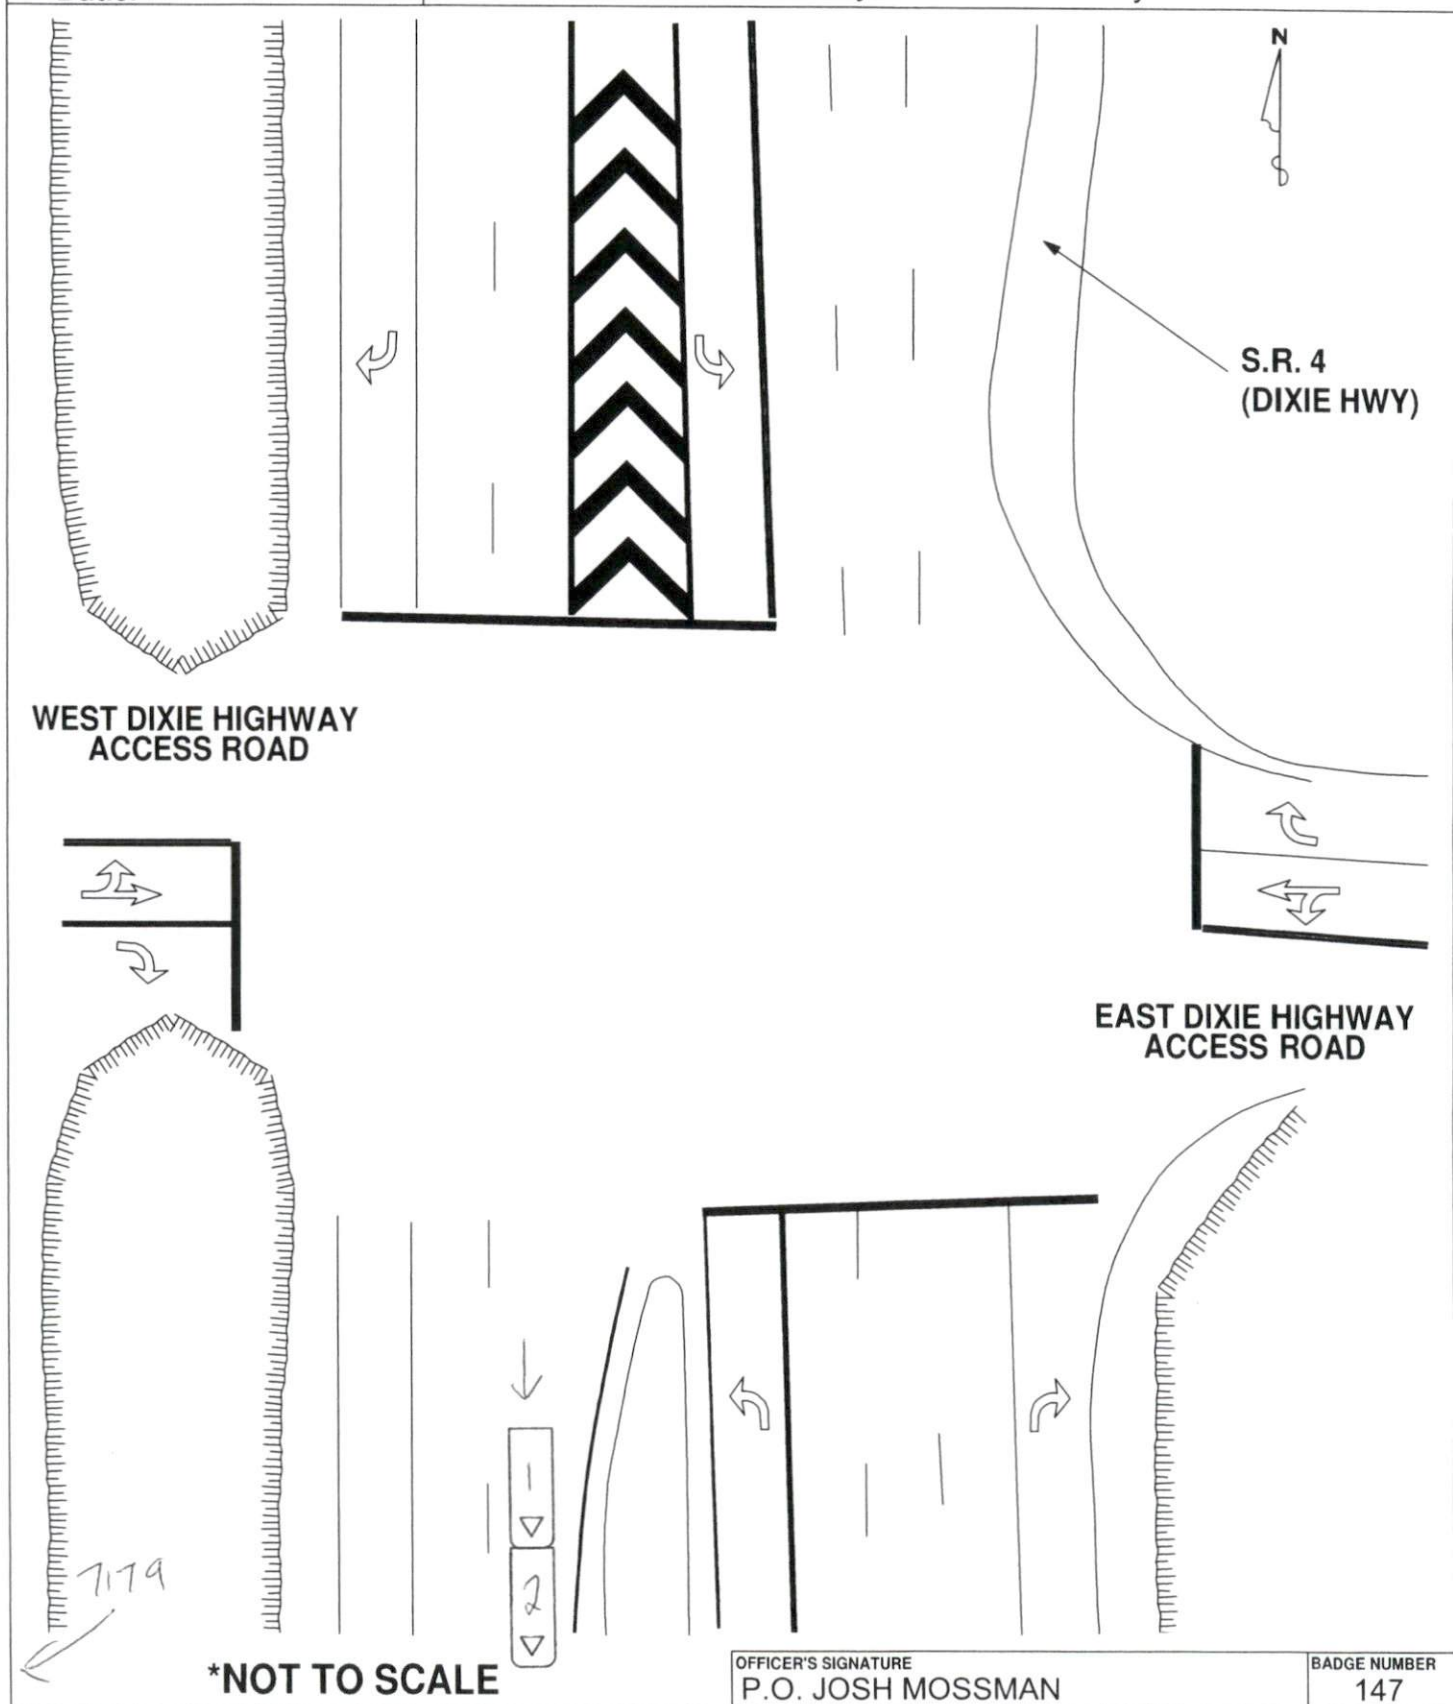 N
S.R. 4
(DIXIE HWY)
WEST DIXIE HIGHWAY
ACCESS ROAD
EAST DIXIE HIGHWAY
ACCESS ROAD
1
2
7179
*NOT TO SCALE
OFFICER'S SIGNATURE
P.O. JOSH MOSSMAN
BADGE NUMBER
147